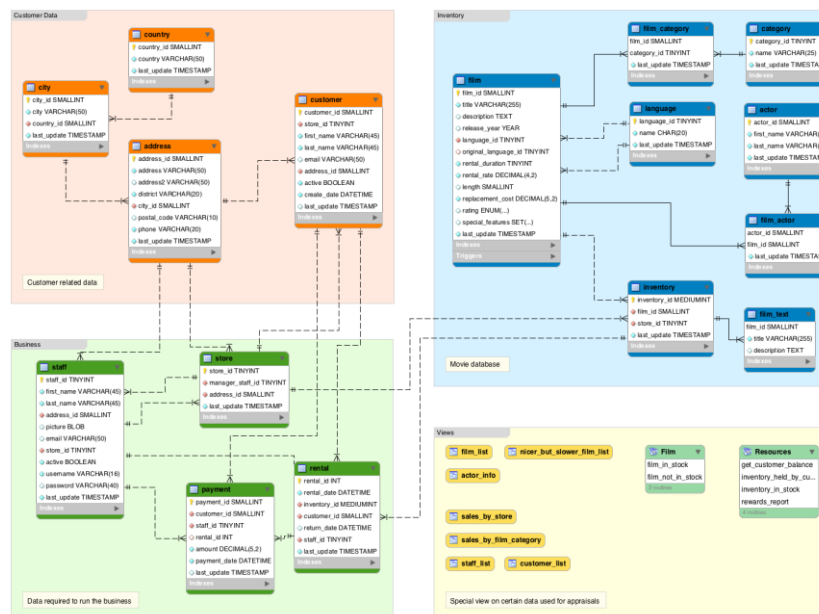 Customer Data
country
country_id SMALLINT
country VARCHAR(50)
last_update TIMESTAMP
Indexes
city
city_id SMALLINT
city VARCHAR(50)
country_id SMALLINT
last_update TIMESTAMP
Indexes
address
address_id SMALLINT
address VARCHAR(50)
address2 VARCHAR(50)
district VARCHAR(20)
city_id SMALLINT
postal_code VARCHAR(10)
phone VARCHAR(20)
last_update TIMESTAMP
Indexes
customer
customer_id SMALLINT
store_id TINYINT
first_name VARCHAR(45)
last_name VARCHAR(45)
email VARCHAR(50)
address_id SMALLINT
active BOOLEAN
create_date DATETIME
last_update TIMESTAMP
Indexes
Customer related data
Inventory
film
film_id SMALLINT
title VARCHAR(255)
description TEXT
release_year YEAR
language_id TINYINT
original_language_id TINYINT
rental_duration TINYINT
rental_rate DECIMAL(4,2)
length SMALLINT
replacement_cost DECIMAL(5,2)
rating ENUM(...)
special_features SET(...)
last_update TIMESTAMP
Indexes
Triggers
film_category
film_id SMALLINT
category_id TINYINT
last_update TIMESTAMP
Indexes
category
category_id TINYINT
name VARCHAR(25)
last_update TIMESTAMP
Indexes
language
language_id TINYINT
name CHAR(20)
last_update TIMESTAMP
Indexes
actor
actor_id SMALLINT
first_name VARCHAR(
last_name VARCHAR(
last_update TIMESTAM
Indexes
film_actor
actor_id SMALLINT
film_id SMALLINT
last_update TIMESTA
Indexes
inventory
inventory_id MEDIUMINT
film_id SMALLINT
store_id TINYINT
last_update TIMESTAMP
Indexes
film_text
film_id SMALLINT
title VARCHAR(255)
description TEXT
Indexes
Movie database
Business
staff
staff_id TINYINT
first_name VARCHAR(45)
last_name VARCHAR(45)
address_id SMALLINT
picture BLOB
email VARCHAR(50)
store_id TINYINT
active BOOLEAN
username VARCHAR(16)
password VARCHAR(40)
last_update TIMESTAMP
Indexes
store
store_id TINYINT
manager_staff_id TINYINT
address_id SMALLINT
last_update TIMESTAMP
Indexes
payment
payment_id SMALLINT
customer_id SMALLINT
staff_id TINYINT
rental_id INT
amount DECIMAL(5,2)
payment_date DATETIME
last_update TIMESTAMP
Indexes
rental
rental_id INT
rental_date DATETIME
inventory_id MEDIUMINT
customer_id SMALLINT
return_date DATETIME
staff_id TINYINT
last_update TIMESTAMP
Indexes
Data required to run the business
Views
film_list
nicer_but_slower_film_list
actor_info
sales_by_store
sales_by_film_category
staff_list
customer_list
Film
film_in_stock
film_not_in_stock
Resources
get_customer_balance
inventory_held_by_cu...
inventory_in_stock
rewards_report
Special view on certain data used for appraisals